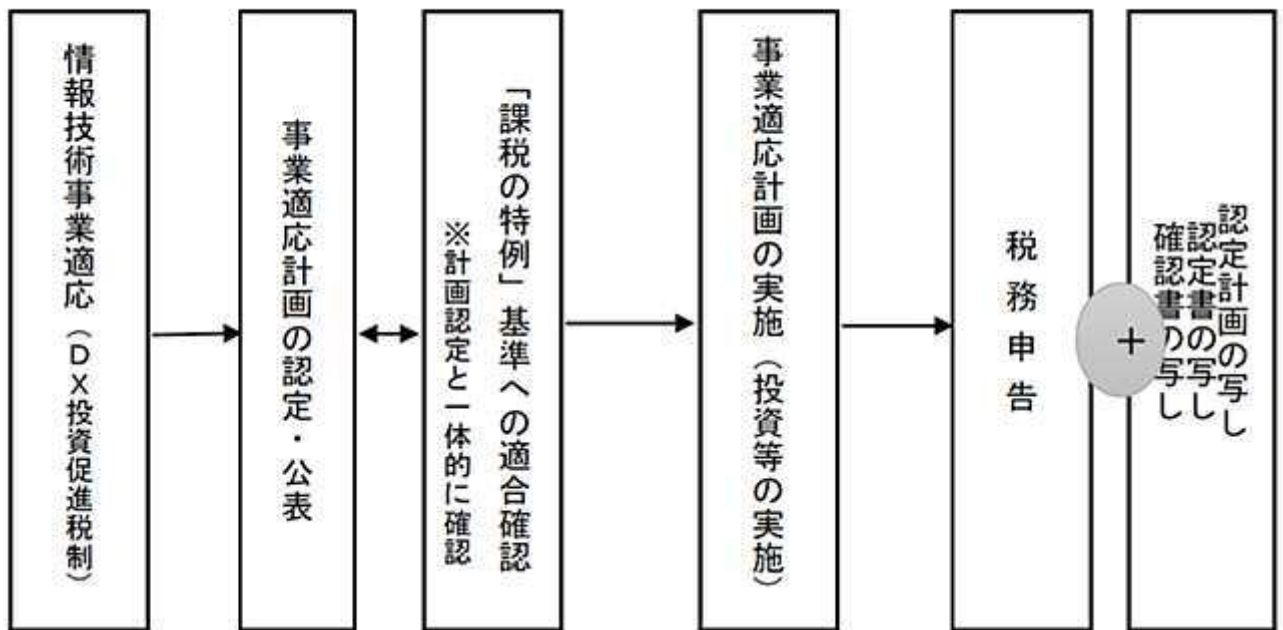 情報技術事業適応（ＤＸ投資促進税制）
事業適応計画の認定・公表
「課税の特例」基準への適合確認
※計画認定と一体的に確認
事業適応計画の実施（投資等の実施）
税務申告
+
認定計画の写し
認定書の写し
確認書の写し